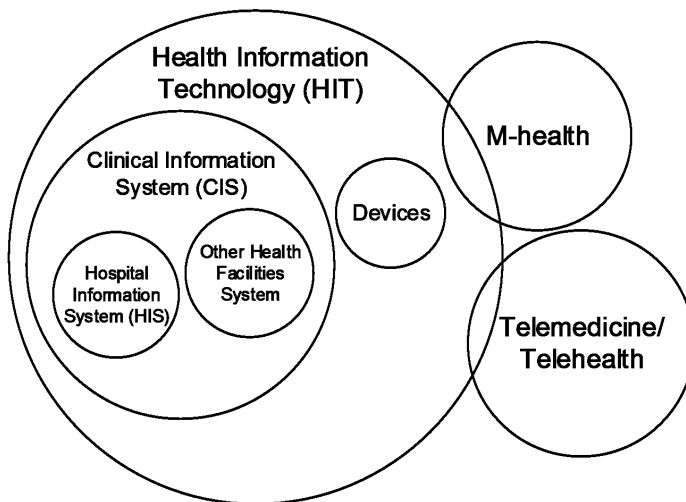 Health Information
Technology (HIT)
M-health
Clinical Information
System (CIS)
Devices
Other Health
Facilities
System
Hospital
Information
System (HIS)
Telemedicine/
Telehealth